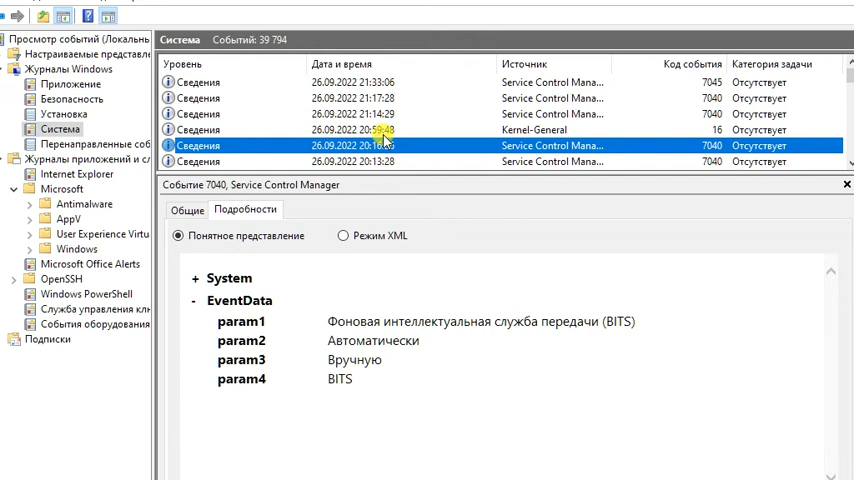 Просмотр событий (Локальнь
Настраиваемые представле
Журналы Windows
Приложение
Безопасность
Установка
Система
Перенаправленные соб
Журналы приложений и сл
Internet Explorer
Microsoft
Antimalware
AppV
User Experience Virtu
Windows
Microsoft Office Alerts
OpenSSH
Windows PowerShell
Служба управления клк
События оборудования
Подписки
Система Событий: 39 794
Уровень Дата и время Источник Код события Категория задачи
Сведения 26.09.2022 21:33:06 Service Control Mana... 7045 Отсутствует
Сведения 26.09.2022 21:17:28 Service Control Mana... 7040 Отсутствует
Сведения 26.09.2022 21:14:29 Service Control Mana... 7040 Отсутствует
Сведения 26.09.2022 20:59:48 Kernel-General 16 Отсутствует
Сведения 26.09.2022 Service Control Mana... 7040 Отсутствует
Сведения 26.09.2022 20:13:28 Service Control Mana... 7040 Отсутствует
Событие 7040, Service Control Manager
Общие Подробности
Понятное представление Режим XML
+ System
- EventData
param1 Фоновая интеллектуальная служба передачи (BITS)
param2 Автоматически
param3 Вручную
param4 BITS